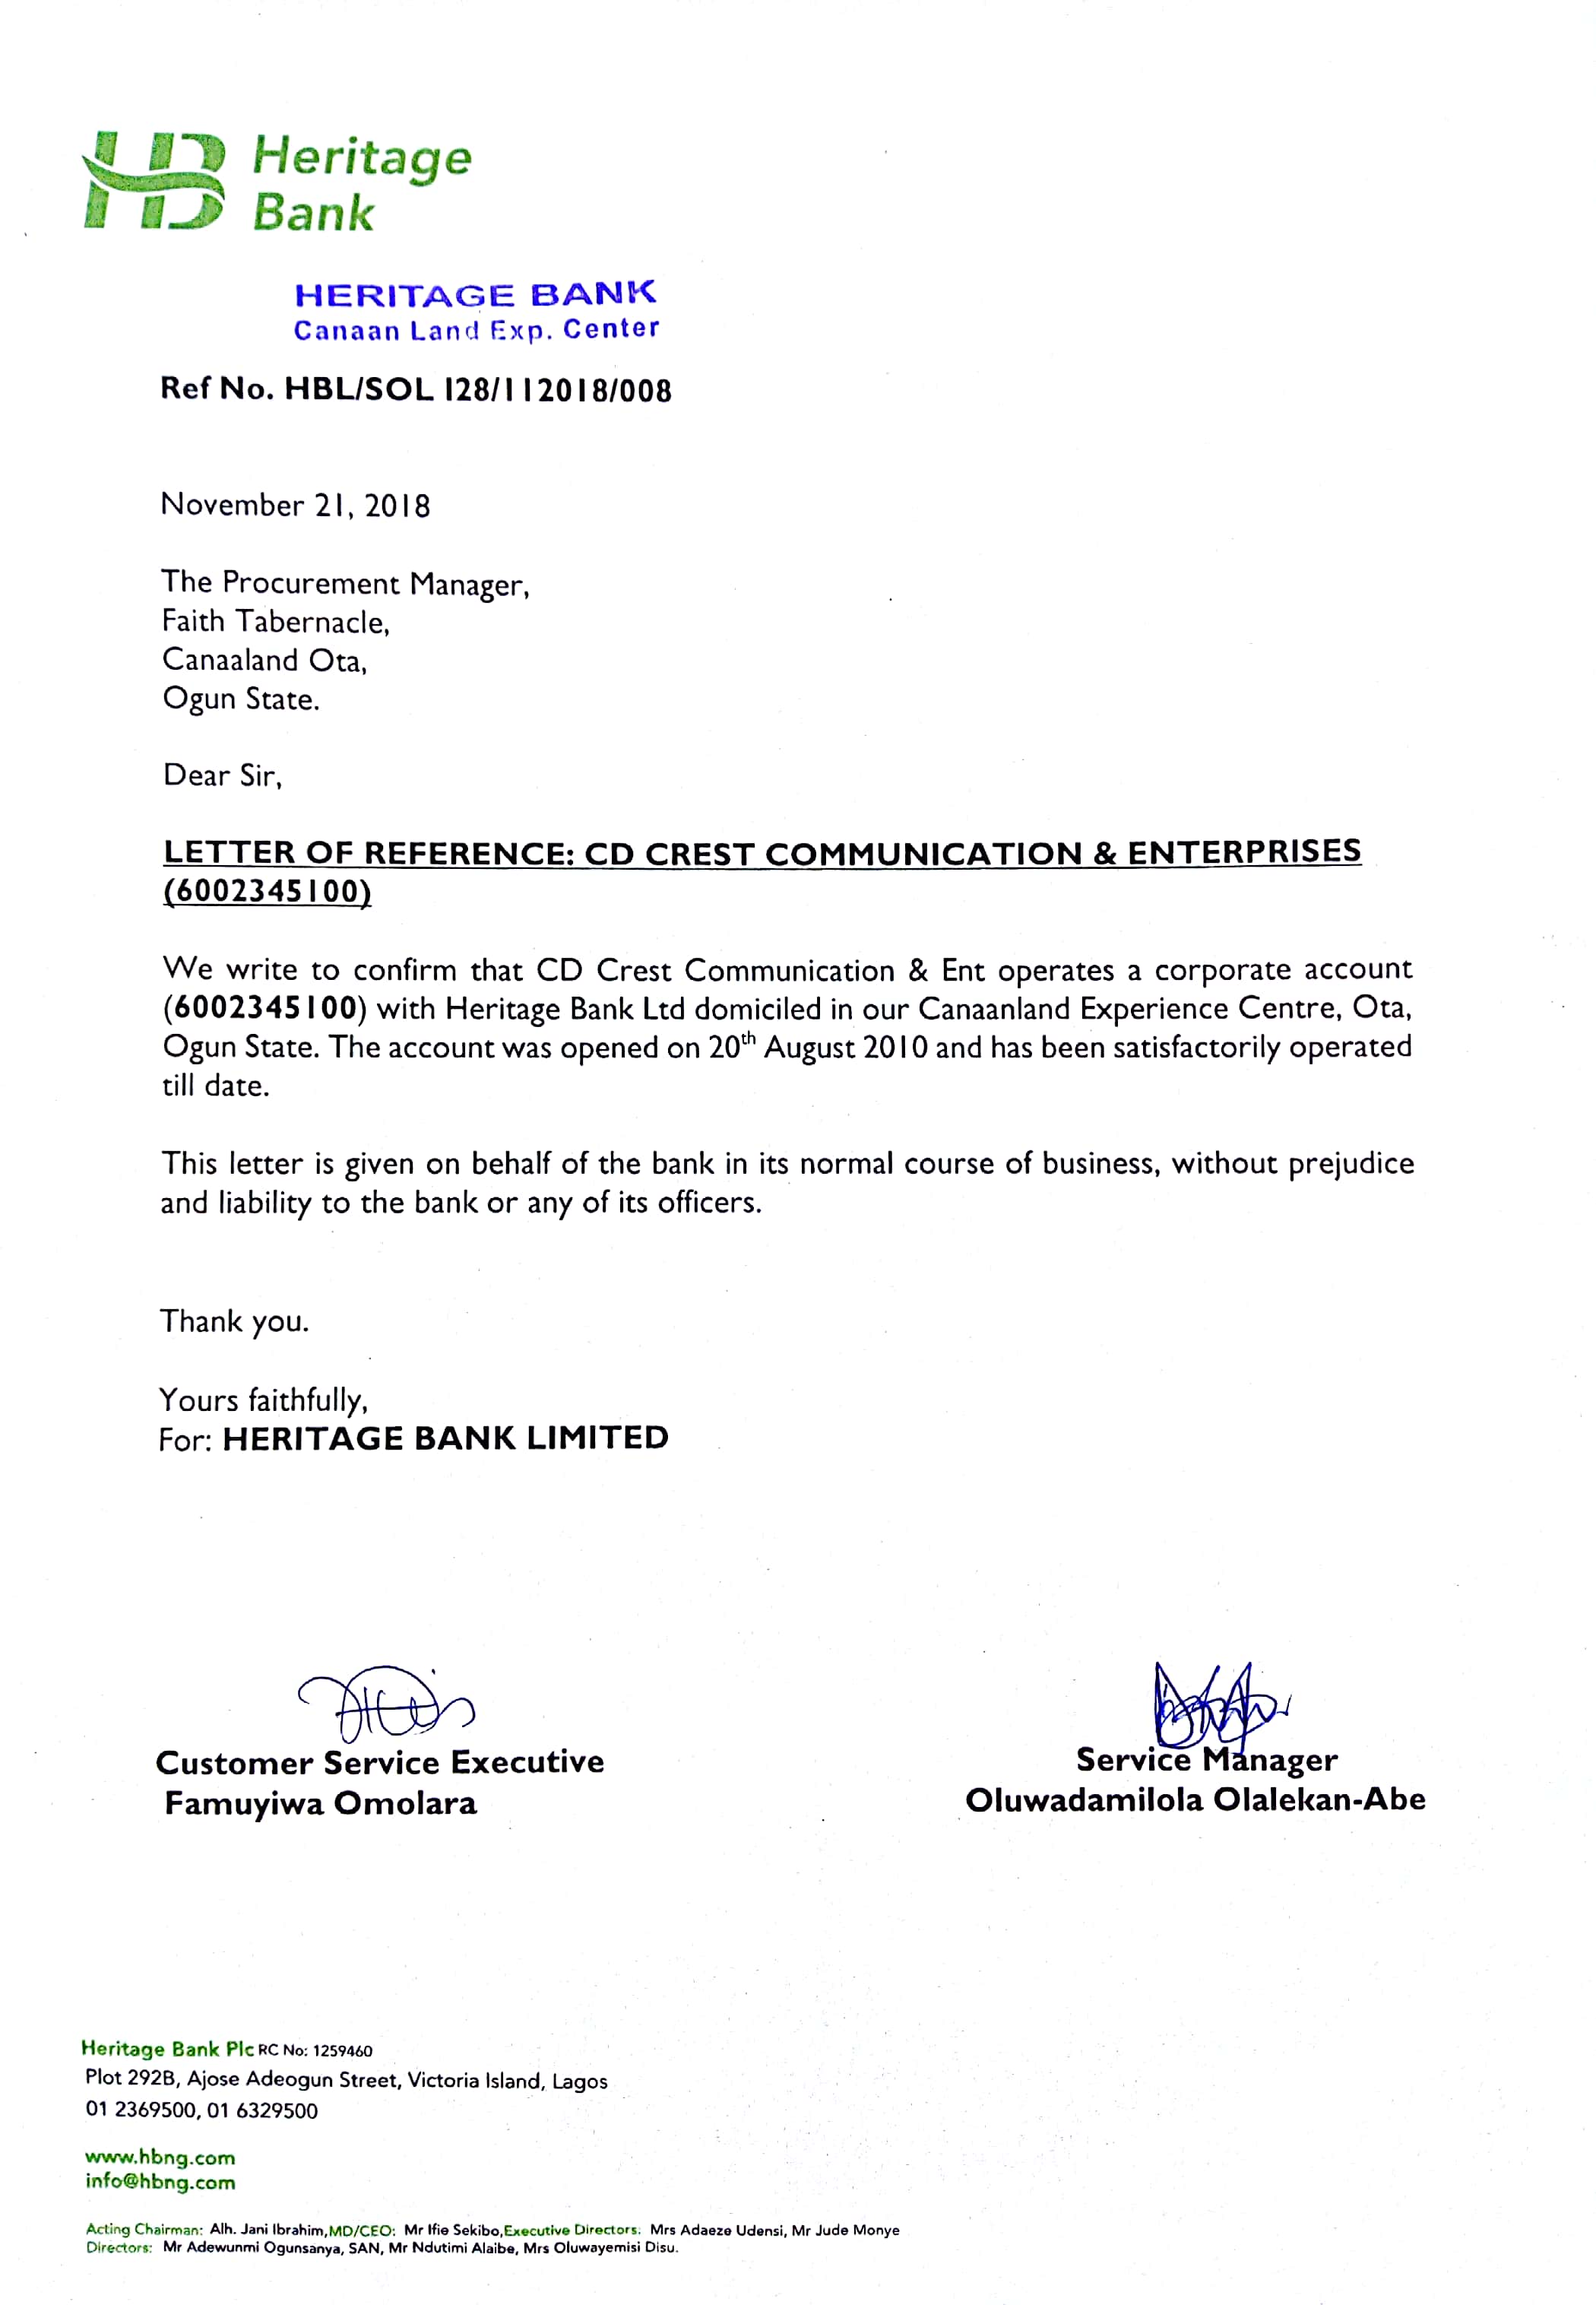 Heritage
Bank
HERITAGE BANK
Canaan Land Exp. Center
Ref No. HBL/SOL 128/112018/008
November 21, 2018
The Procurement Manager,
Faith Tabernacle,
Canaaland Ota,
Ogun State.
Dear Sir,
LETTER OF REFERENCE: CD CREST COMMUNICATION & ENTERPRISES
(6002345100)
We write to confirm that CD Crest Communication & Ent operates a corporate account
(6002345100) with Heritage Bank Ltd domiciled in our Canaanland Experience Centre, Ota,
Ogun State. The account was opened on 20th August 2010 and has been satisfactorily operated
till date.
This letter is given on behalf of the bank in its normal course of business, without prejudice
and liability to the bank or any of its officers.
Thank you.
Yours faithfully,
For: HERITAGE BANK LIMITED
Customer Service Executive
Famuyiwa Omolara
Service Manager
Oluwadamilola Olalekan-Abe
Heritage Bank Plc RC No: 1259460
Plot 292B, Ajose Adeogun Street, Victoria Island, Lagos
01 2369500, 01 6329500
www.hbng.com
info@hbng.com
Acting Chairman: Alh. Jani Ibrahim, MD/CEO: Mr Ifie Sekibo, Executive Directors: Mrs Adaeze Udensi, Mr Jude Monye
Directors: Mr Adewunmi Ogunsanya, SAN, Mr Ndutimi Alaibe, Mrs Oluwayemisi Disu.